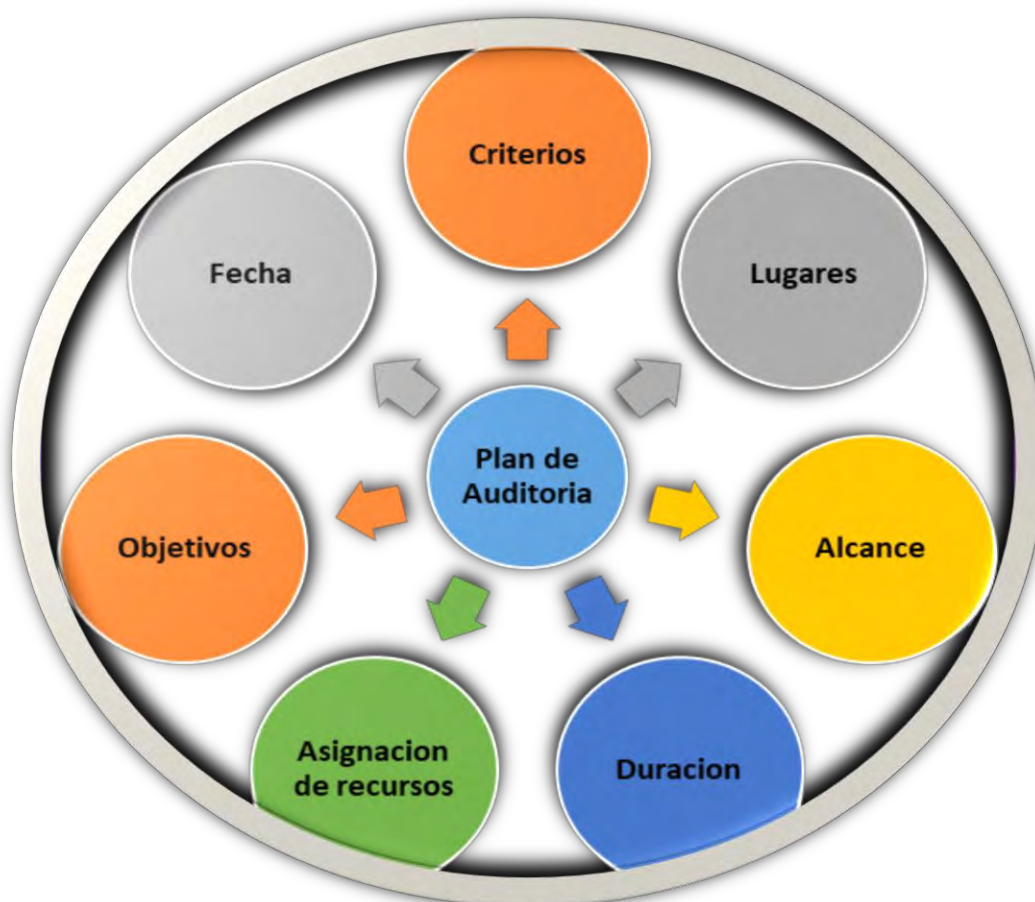 Criterios
Fecha
Lugares
Plan de
Auditoria
Objetivos
Alcance
Asignacion
de recursos
Duracion